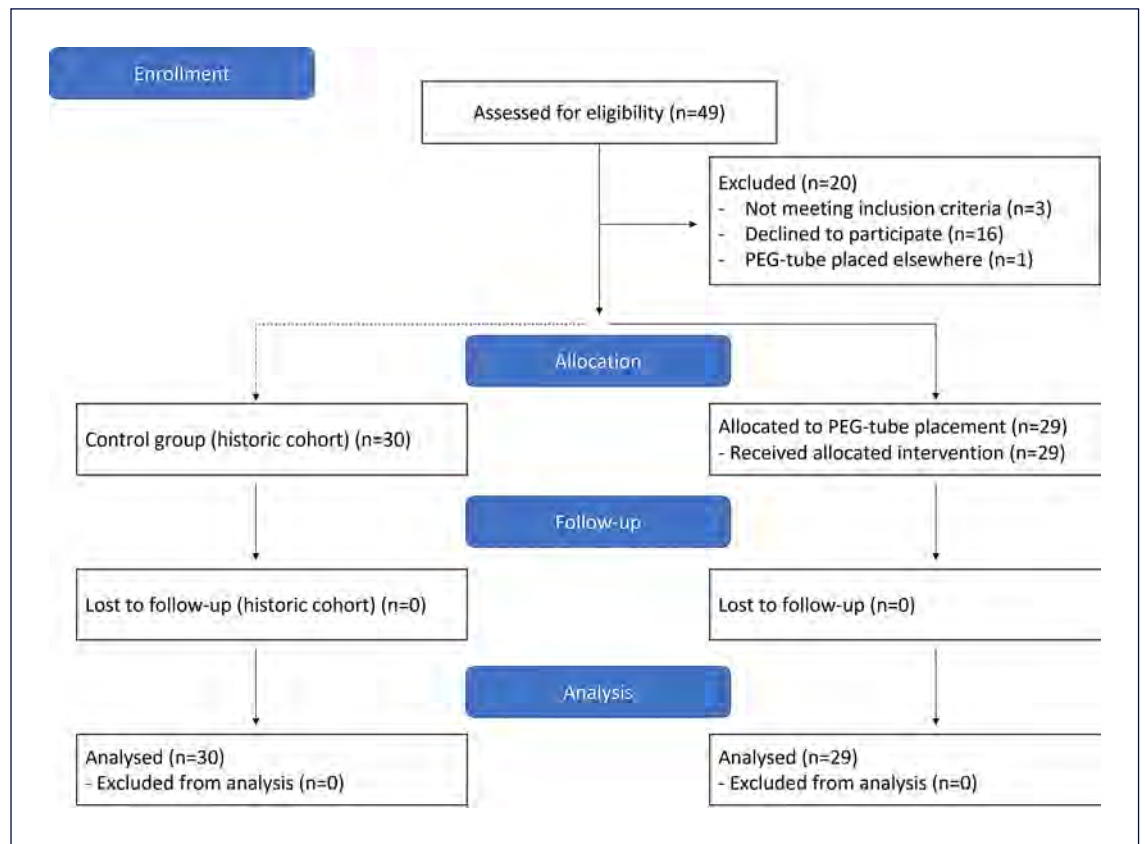 Enrollment
Assessed for eligibility (n=49)
Excluded (n=20)
- Not meeting inclusion criteria (n=3)
- Declined to participate (n=16)
- PEG-tube placed elsewhere (n=1)
Allocation
Control group (historic cohort) (n=30)
Allocated to PEG-tube placement (n=29)
- Received allocated intervention (n=29)
Follow-up
Lost to follow-up (historic cohort) (n=0)
Lost to follow-up (n=0)
Analysis
Analysed (n=30)
- Excluded from analysis (n=0)
Analysed (n=29)
- Excluded from analysis (n=0)